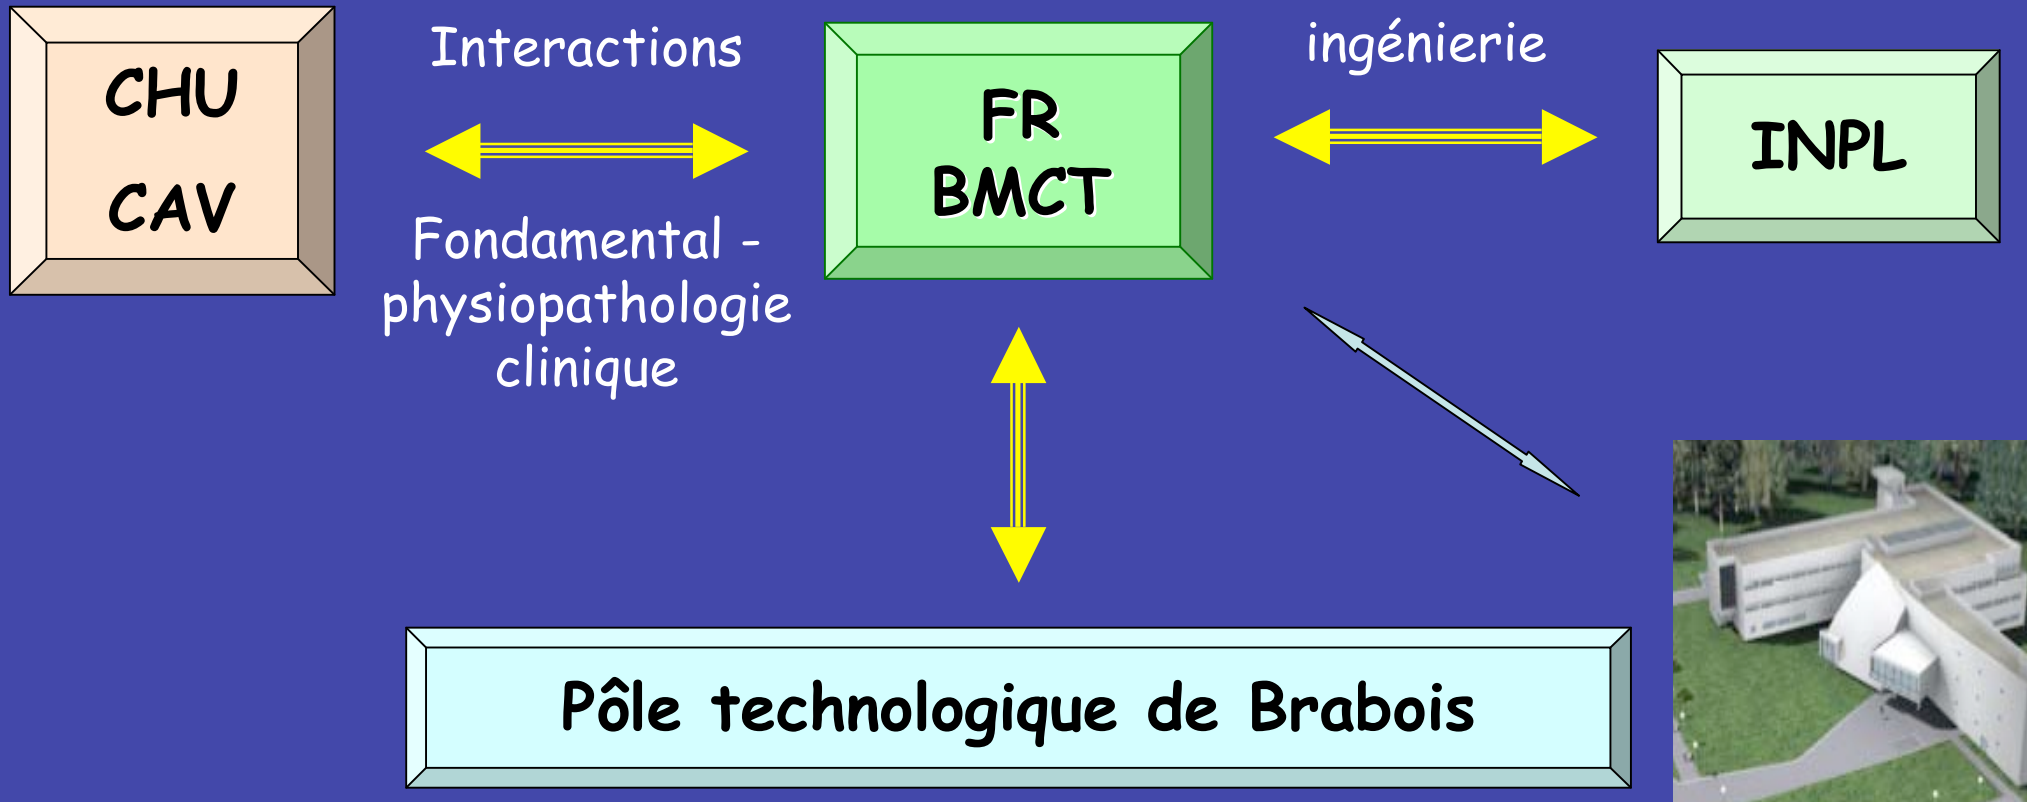 CHU
CAV
Interactions
Fondamental -
physiopathologie
clinique
FR
BMCT
ingénierie
INPL
Pôle technologique de Brabois